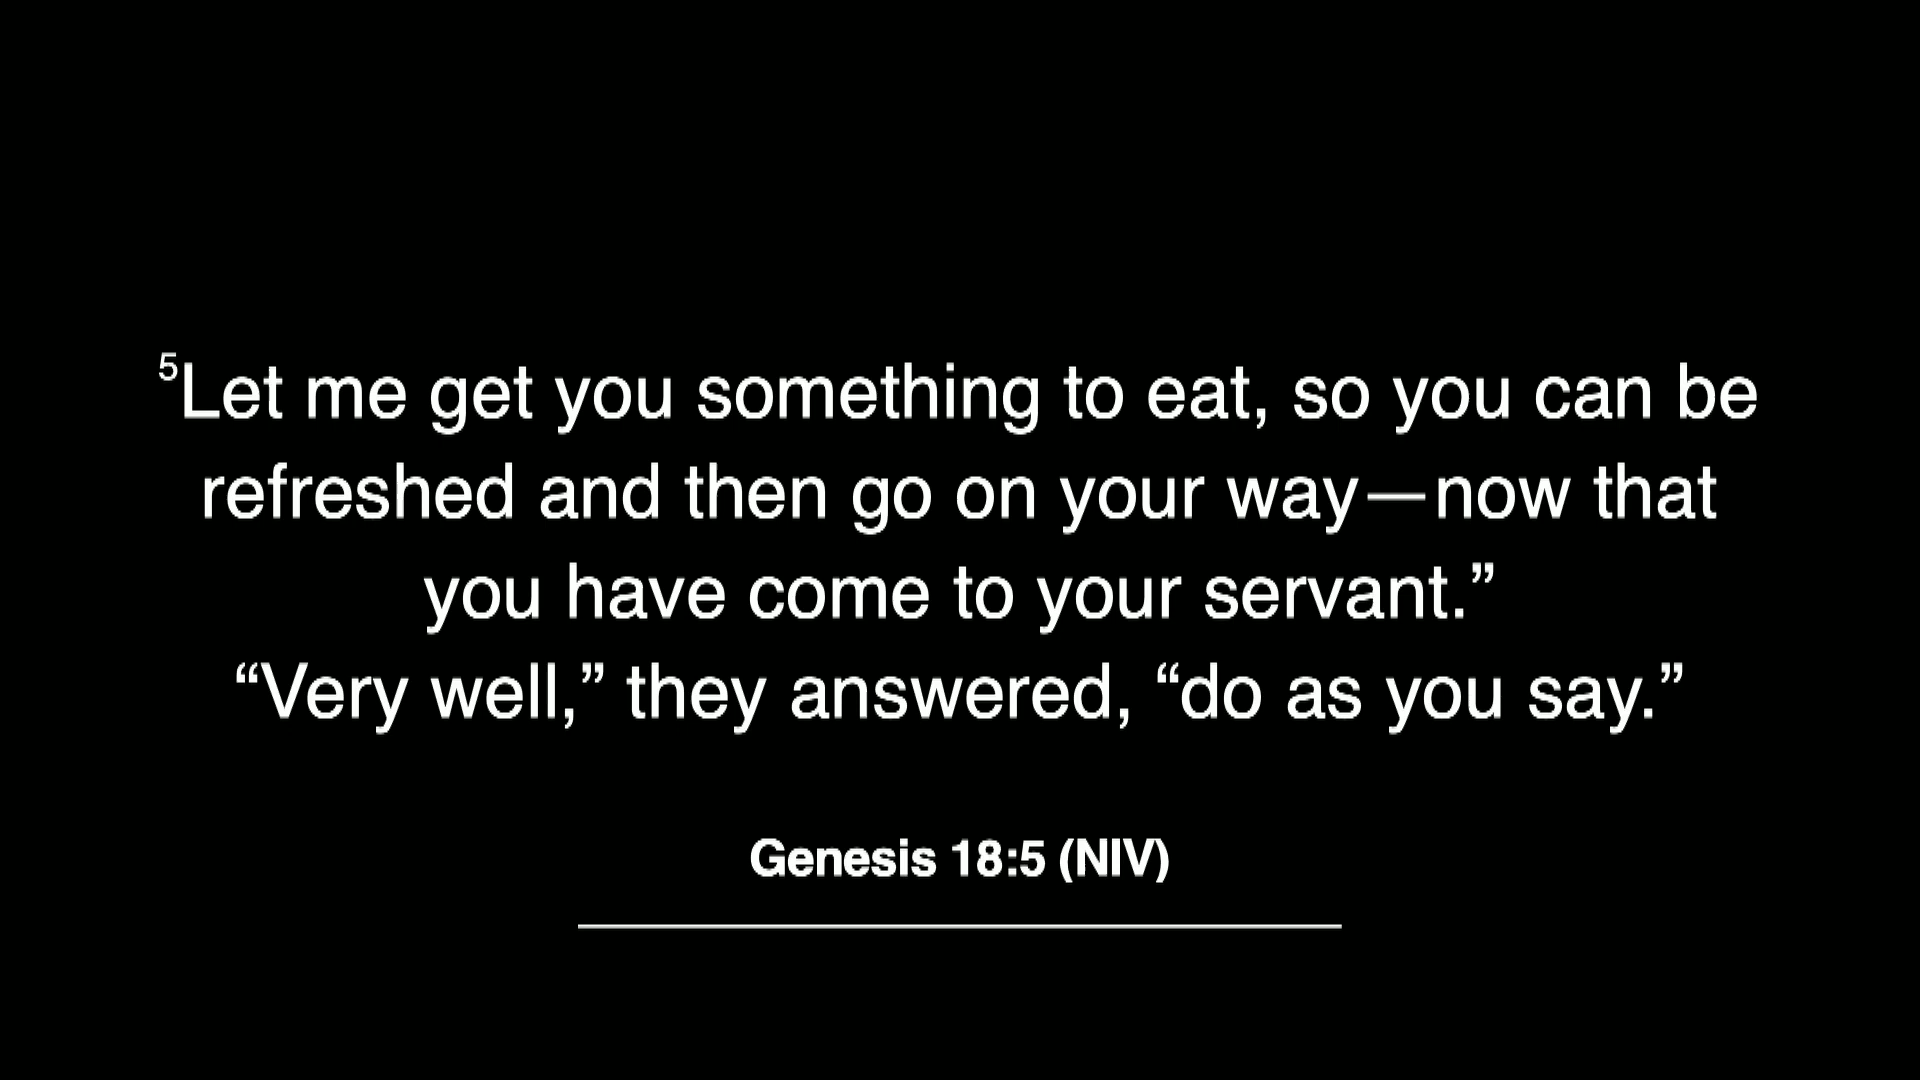 ⁵Let me get you something to eat, so you can be
refreshed and then go on your way—now that
you have come to your servant.”
“Very well,” they answered, “do as you say.”
Genesis 18:5 (NIV)